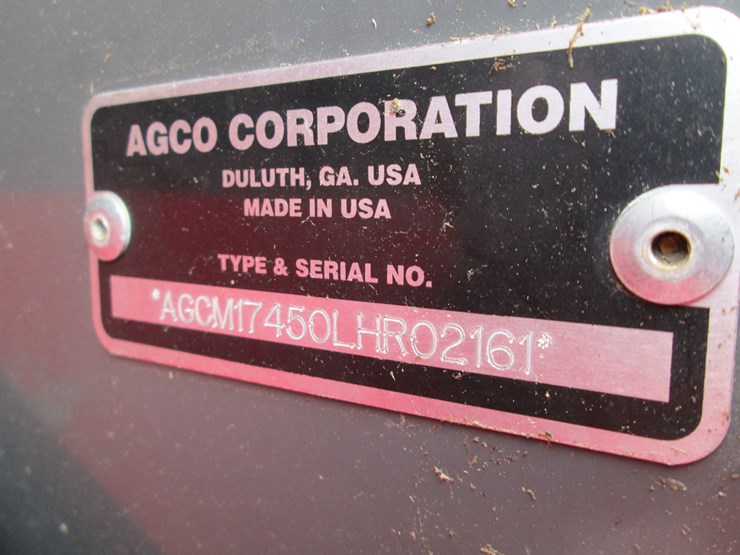 AGCO CORPORATION
DULUTH, GA. USA
MADE IN USA
TYPE & SERIAL NO.
*AGCM17450LHR02161*